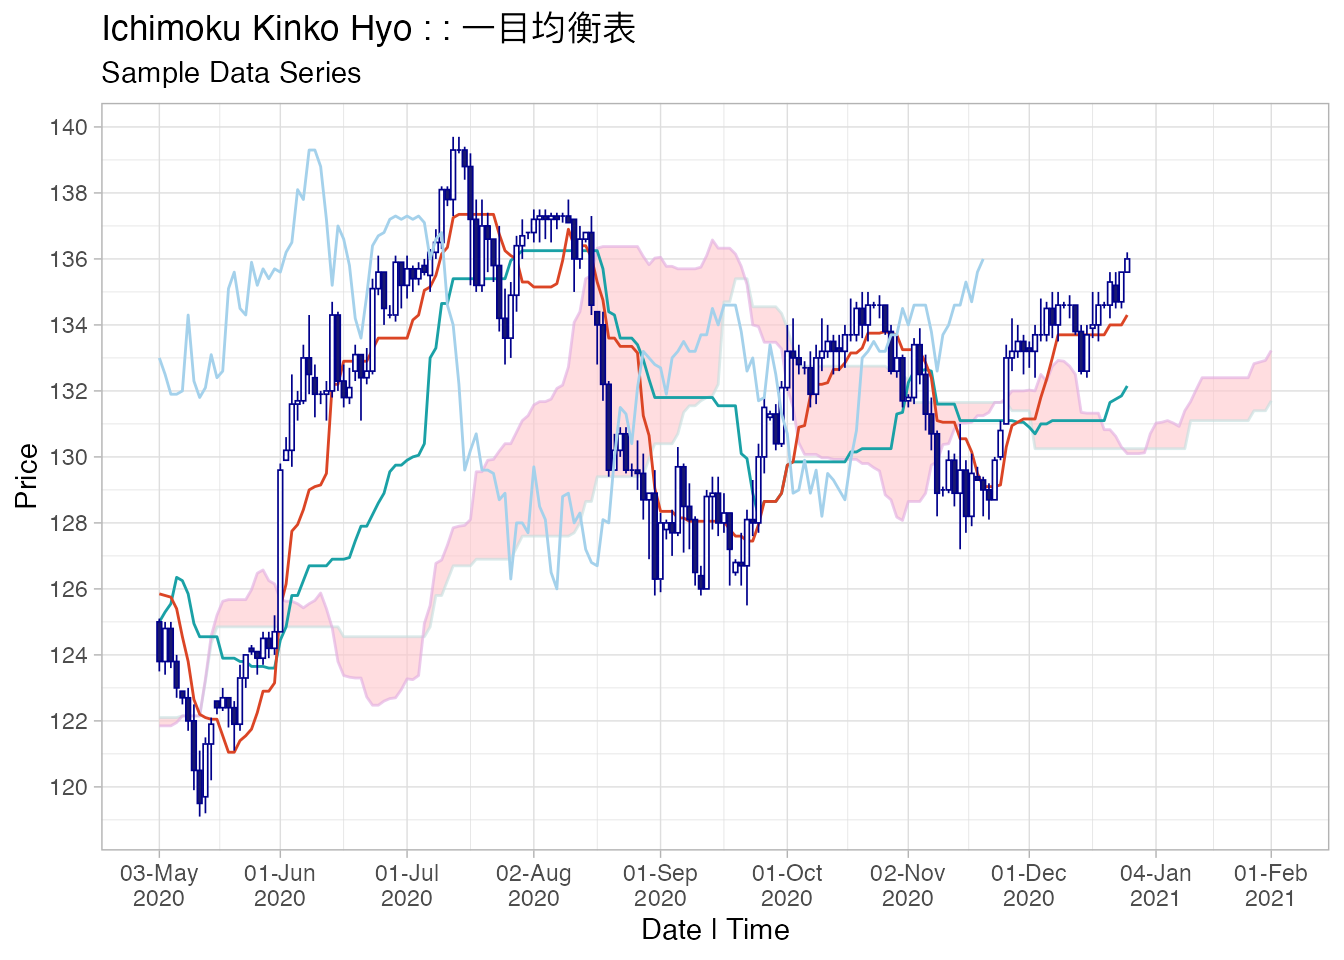 Ichimoku Kinko Hyo : : 一目均衡表
Sample Data Series
140
138
136
134
132
130
128
126
124
122
120
Price
03-May 01-Jun 01-Jul 02-Aug 01-Sep 01-Oct 02-Nov 01-Dec 04-Jan 01-Feb
2020 2020 2020 2020 2020 2020 2020 2020 2021 2021
Date | Time